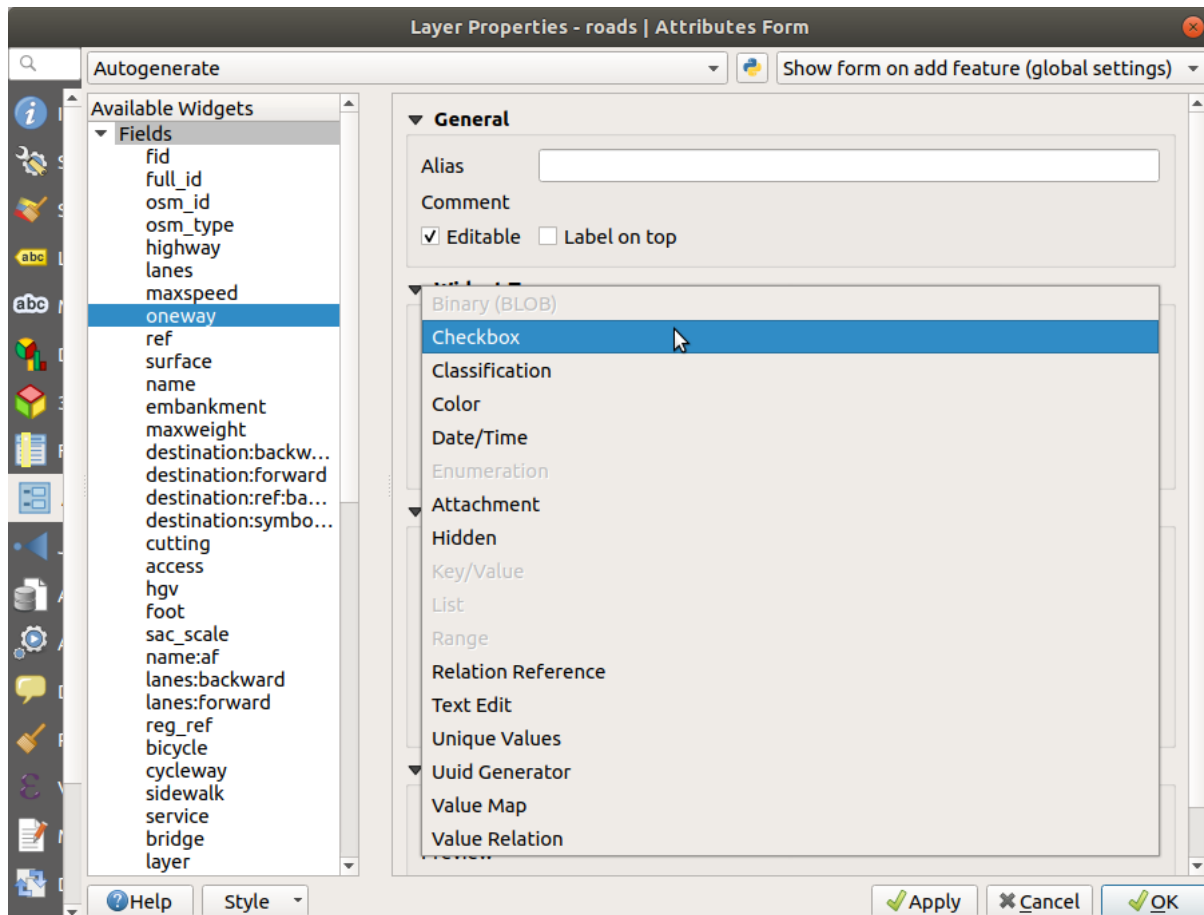 Layer Properties - roads | Attributes Form
Autogenerate
Show form on add feature (global settings)
Available Widgets
Fields
fid
full_id
osm_id
osm_type
highway
lanes
maxspeed
oneway
ref
surface
name
embankment
maxweight
destination:backw...
destination:forward
destination:ref:ba...
destination:symbo...
cutting
access
hgv
foot
sac_scale
name:af
lanes:backward
lanes:forward
reg_ref
bicycle
cycleway
sidewalk
service
bridge
layer
General
Alias
Comment
Editable Label on top
Binary (BLOB)
Checkbox
Classification
Color
Date/Time
Enumeration
Attachment
Hidden
Key/Value
List
Range
Relation Reference
Text Edit
Unique Values
Uuid Generator
Value Map
Value Relation
abc
abc
Help
Style
Apply
Cancel
OK